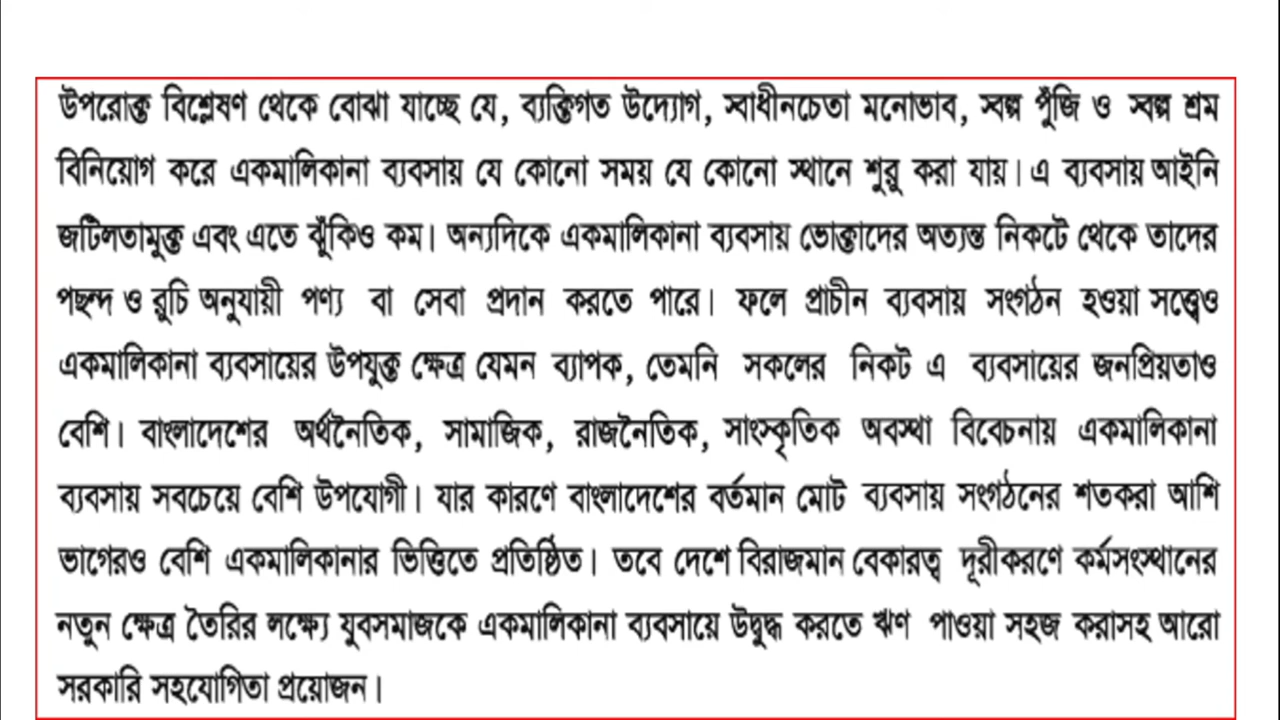 উপরোক্ত বিশ্লেষণ থেকে বোঝা যাচ্ছে যে, ব্যক্তিগত উদ্যোগ, স্বাধীনচেতা মনোভাব, স্বল্প পুঁজি ও স্বল্প শ্রম
বিনিয়োগ করে একমালিকানা ব্যবসায় যে কোনো সময় যে কোনো স্থানে শুরু করা যায়। এ ব্যবসায় আইনি
জটিলতামুক্ত এবং এতে ঝুঁকিও কম। অন্যদিকে একমালিকানা ব্যবসায় ভোক্তাদের অত্যন্ত নিকটে থেকে তাদের
পছন্দ ও রুচি অনুযায়ী পণ্য বা সেবা প্রদান করতে পারে। ফলে প্রাচীন ব্যবসায় সংগঠন হওয়া সত্ত্বেও
একমালিকানা ব্যবসায়ের উপযুক্ত ক্ষেত্র যেমন ব্যাপক, তেমনি সকলের নিকট এ ব্যবসায়ের জনপ্রিয়তাও
বেশি। বাংলাদেশের অর্থনৈতিক, সামাজিক, রাজনৈতিক, সাংস্কৃতিক অবস্থা বিবেচনায় একমালিকানা
ব্যবসায় সবচেয়ে বেশি উপযোগী। যার কারণে বাংলাদেশের বর্তমান মোট ব্যবসায় সংগঠনের শতকরা আশি
ভাগেরও বেশি একমালিকানার ভিত্তিতে প্রতিষ্ঠিত। তবে দেশে বিরাজমান বেকারত্ব দূরীকরণে কর্মসংস্থানের
নতুন ক্ষেত্র তৈরির লক্ষ্যে যুবসমাজকে একমালিকানা ব্যবসায়ে উদ্বুদ্ধ করতে ঋণ পাওয়া সহজ করাসহ আরো
সরকারি সহযোগিতা প্রয়োজন।